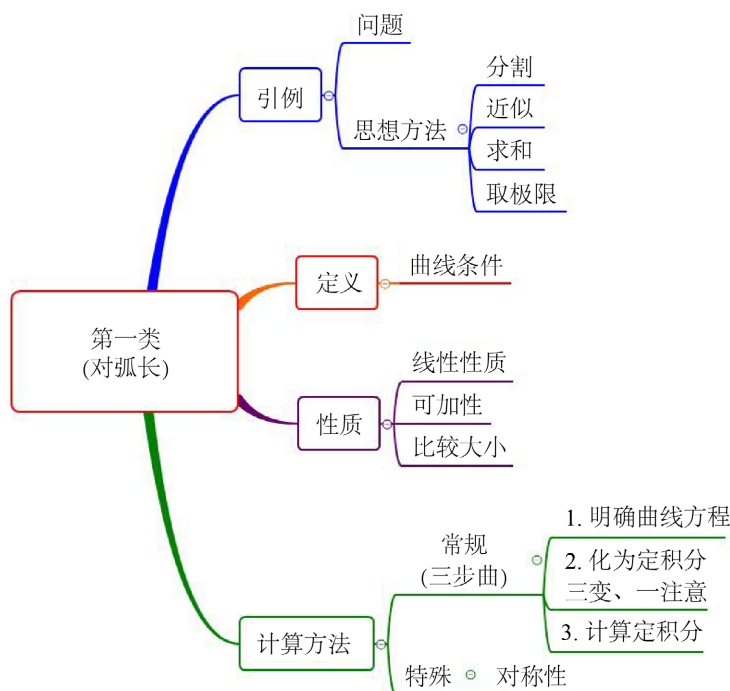 第一类
(对弧长)
引例
问题
思想方法
分割
近似
求和
取极限
定义
曲线条件
性质
线性性质
可加性
比较大小
计算方法
常规
(三步曲)
1. 明确曲线方程
2. 化为定积分
三变、一注意
3. 计算定积分
特殊
对称性